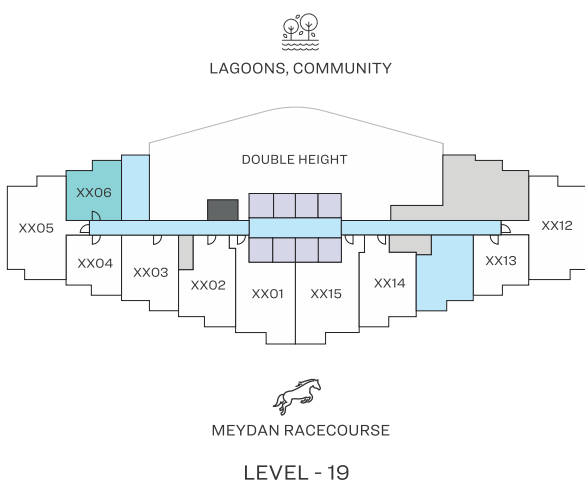 LAGOONS, COMMUNITY
DOUBLE HEIGHT
XX06
XX05
XX12
XX04
XX03
XX02
XX01
XX15
XX14
XX13
MEYDAN RACECOURSE
LEVEL - 19